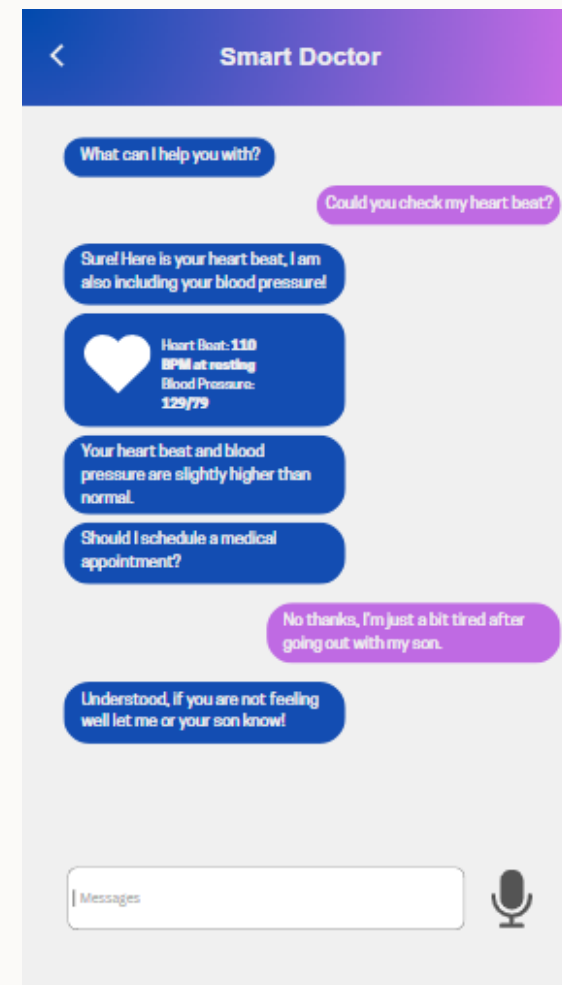 Smart Doctor
What can I help you with?
Could you check my heart beat?
Sure! Here is your heart beat, I am
also including your blood pressure!
Heart Beat: 110
BPM at resting
Blood Pressure:
129/79
Your heart beat and blood
pressure are slightly higher than
normal.
Should I schedule a medical
appointment?
No thanks, I'm just a bit tired after
going out with my son.
Understood, if you are not feeling
well let me or your son know!
Messages